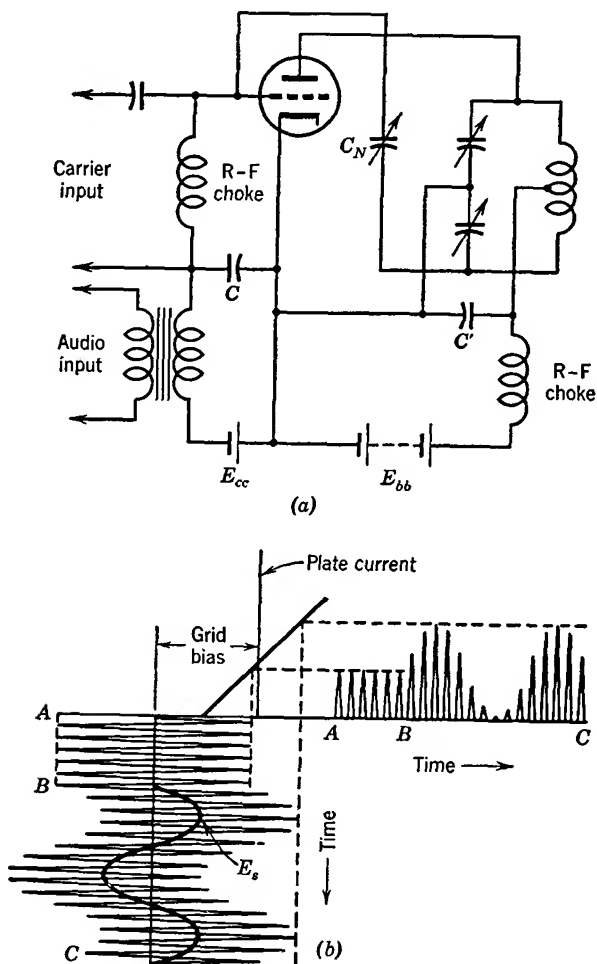 C_N
Carrier
input
R-F
choke
C
C'
Audio
input
R-F
choke
E_cc
E_bb
(a)
Plate current
Grid
bias
A
A
B
C
B
Time
E_s
Time
C
(b)